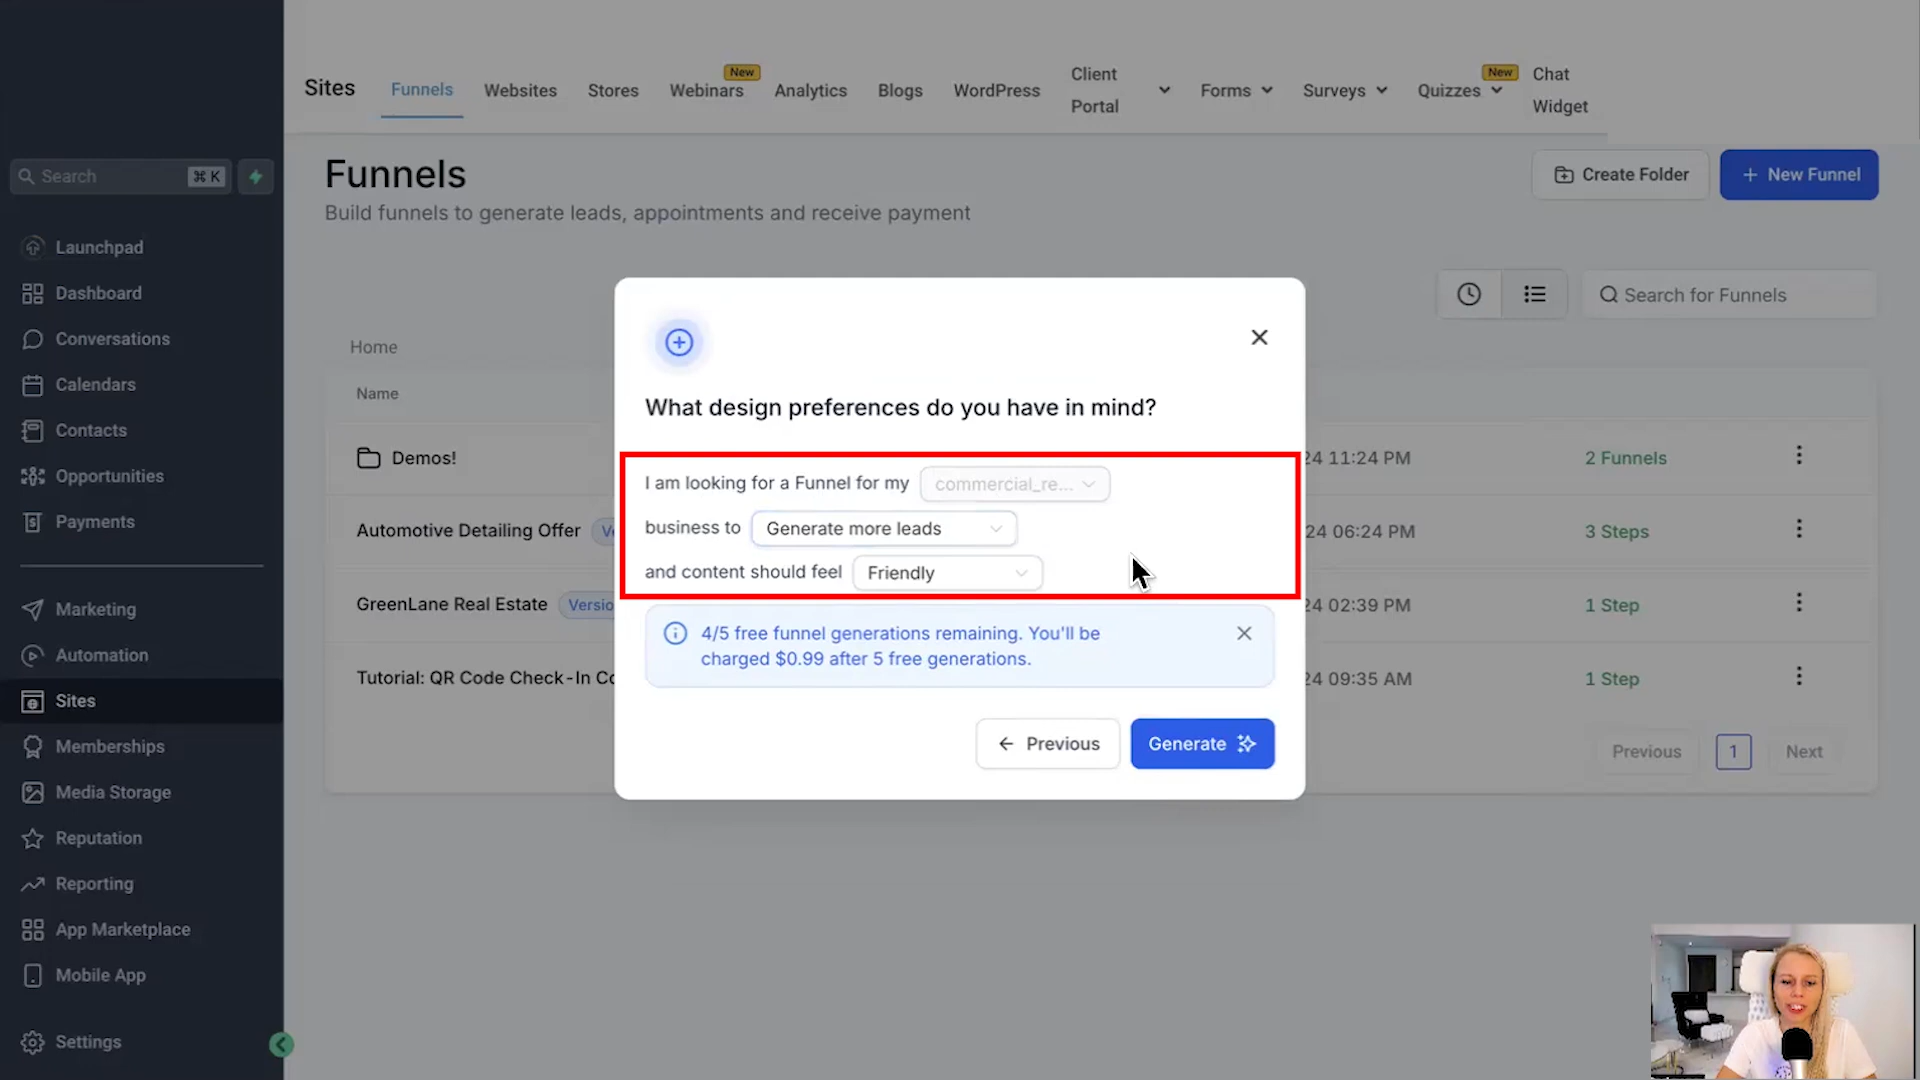 Sites
Funnels
Websites
Stores
Webinars
New
Analytics
Blogs
WordPress
Client
Portal
Forms
Surveys
Quizzes
New
Chat
Widget
Search
⌘ K
Launchpad
Dashboard
Conversations
Calendars
Contacts
Opportunities
Payments
Marketing
Automation
Sites
Memberships
Media Storage
Reputation
Reporting
App Marketplace
Mobile App
Settings
Funnels
Build funnels to generate leads, appointments and receive payment
Create Folder
+ New Funnel
Search for Funnels
Home
Name
Demos!
24 11:24 PM
2 Funnels
Automotive Detailing Offer
24 06:24 PM
3 Steps
GreenLane Real Estate
Versio
24 02:39 PM
1 Step
Tutorial: QR Code Check-In Co
24 09:35 AM
1 Step
Previous
1
Next
What design preferences do you have in mind?
I am looking for a Funnel for my commercial_re...
business to Generate more leads
and content should feel Friendly
4/5 free funnel generations remaining. You'll be
charged $0.99 after 5 free generations.
Previous
Generate